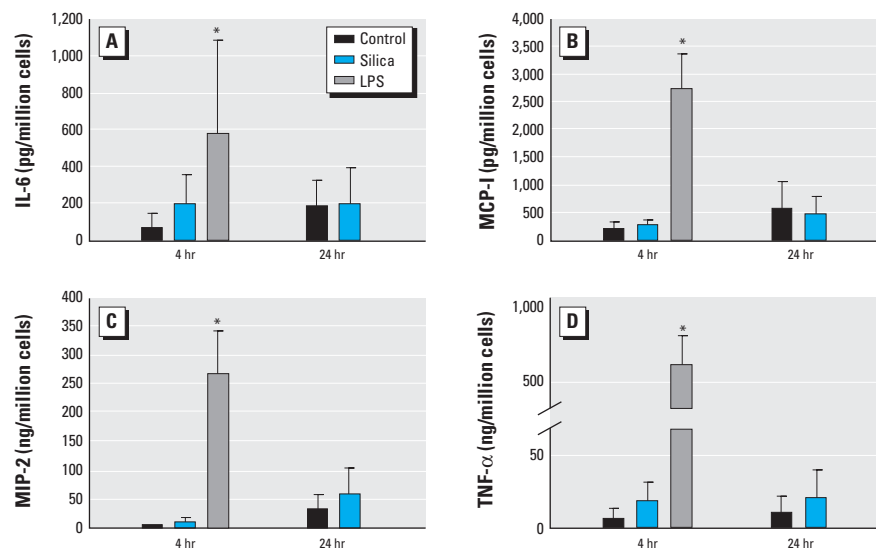 A
IL-6 (pg/million cells)
1,200
1,000
800
600
400
200
0
*
Control
Silica
LPS
4 hr
24 hr
B
MCP-I (pg/million cells)
4,000
3,500
3,000
2,500
2,000
1,500
1,000
500
0
*
4 hr
24 hr
C
MIP-2 (ng/million cells)
400
350
300
250
200
150
100
50
0
*
4 hr
24 hr
D
TNF-α (ng/million cells)
1,000
500
50
0
*
4 hr
24 hr